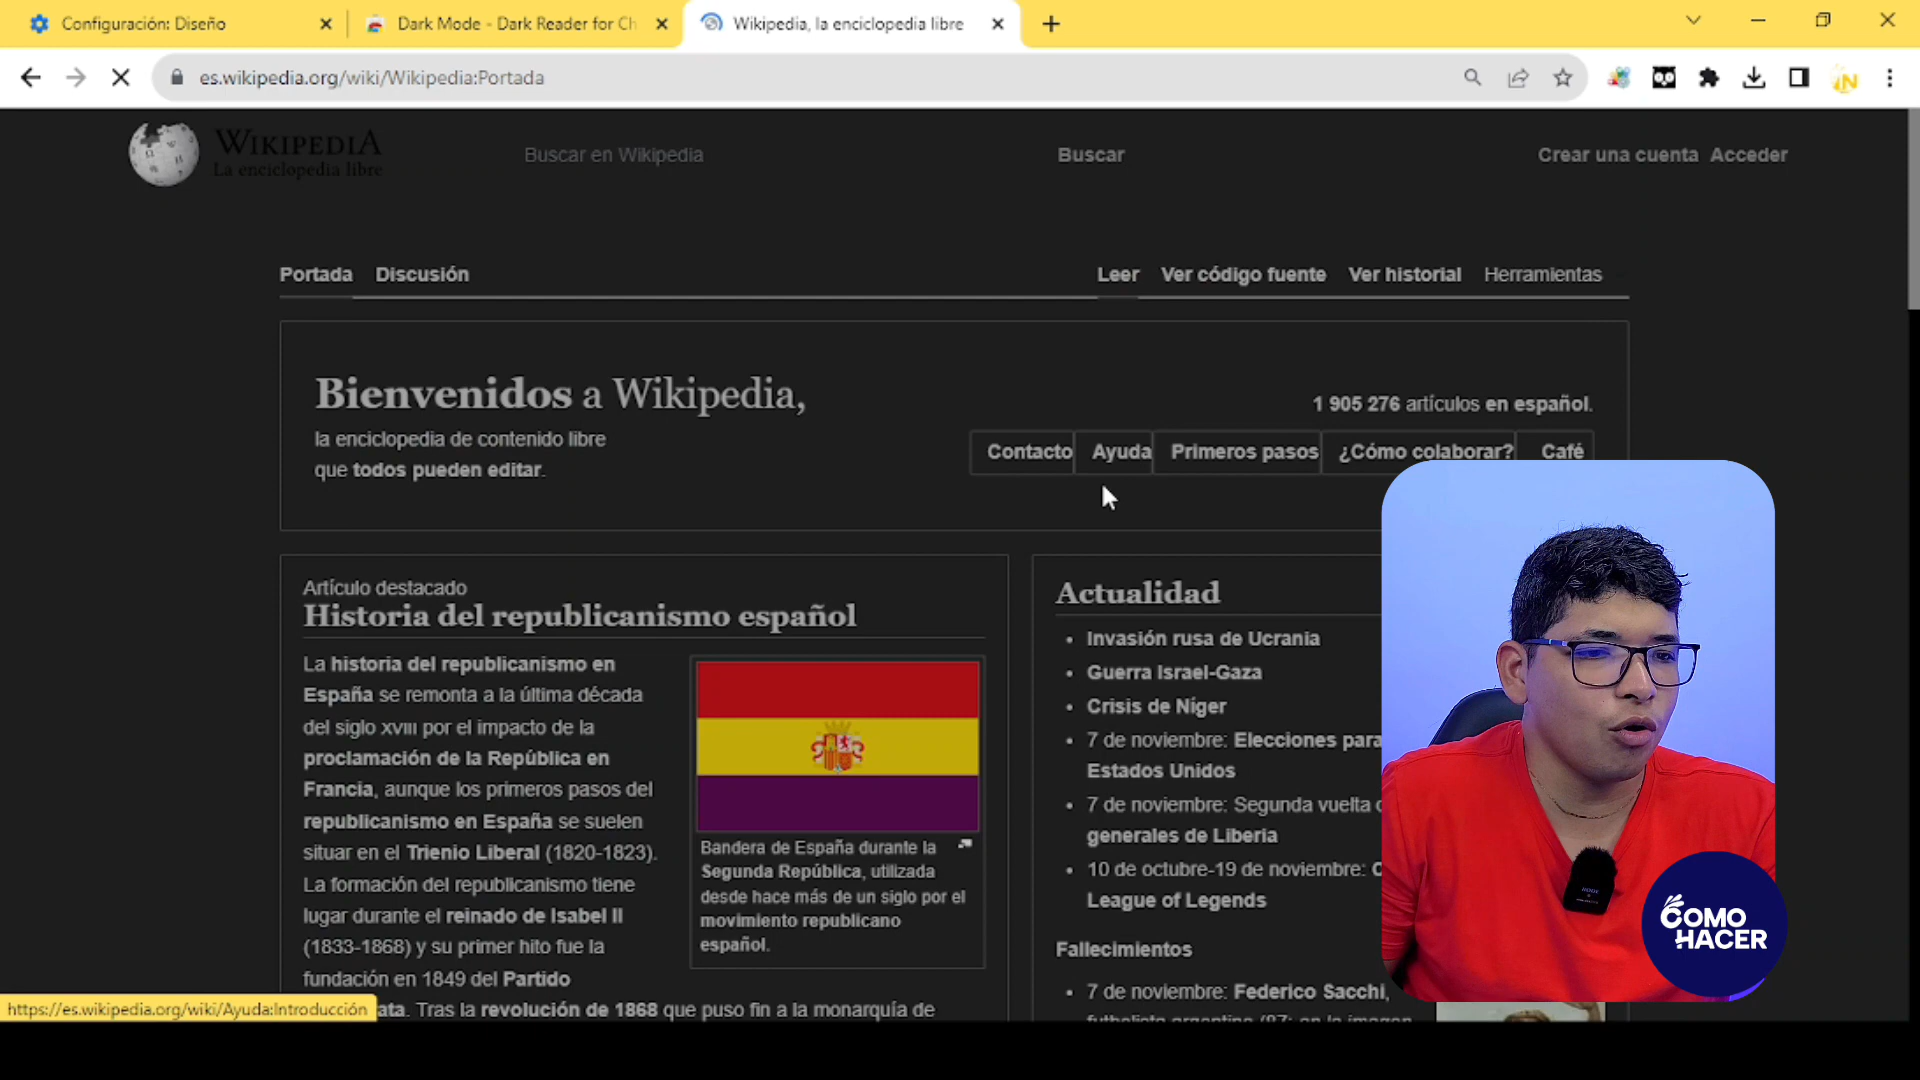 Configuración: Diseño
Dark Mode - Dark Reader for Ch
Wikipedia, la enciclopedia libre
es.wikipedia.org/wiki/Wikipedia:Portada
WIKIPEDIA
La enciclopedia libre
Buscar en Wikipedia
Buscar
Crear una cuenta Acceder
Portada Discusión
Leer Ver código fuente Ver historial Herramientas
Bienvenidos a Wikipedia,
la enciclopedia de contenido libre
que todos pueden editar.
1 905 276 artículos en español.
Contacto Ayuda Primeros pasos ¿Cómo colaborar? Café
Artículo destacado
Historia del republicanismo español
La historia del republicanismo en
España se remonta a la última década
del siglo XVIII por el impacto de la
proclamación de la República en
Francia, aunque los primeros pasos del
republicanismo en España se suelen
situar en el Trienio Liberal (1820-1823).
La formación del republicanismo tiene
lugar durante el reinado de Isabel II
(1833-1868) y su primer hito fue la
fundación en 1849 del Partido
ata. Tras la revolución de 1868 que puso fin a la monarquía de
Bandera de España durante la
Segunda República, utilizada
desde hace más de un siglo por el
movimiento republicano
español.
Actualidad
• Invasión rusa de Ucrania
• Guerra Israel-Gaza
• Crisis de Níger
• 7 de noviembre: Elecciones para
Estados Unidos
• 7 de noviembre: Segunda vuelta
generales de Liberia
• 10 de octubre-19 de noviembre: C
League of Legends
Fallecimientos
• 7 de noviembre: Federico Sacchi,
futbolista argentino (87; en la imagen
https://es.wikipedia.org/wiki/Ayuda:Introducción
COMO
HACER